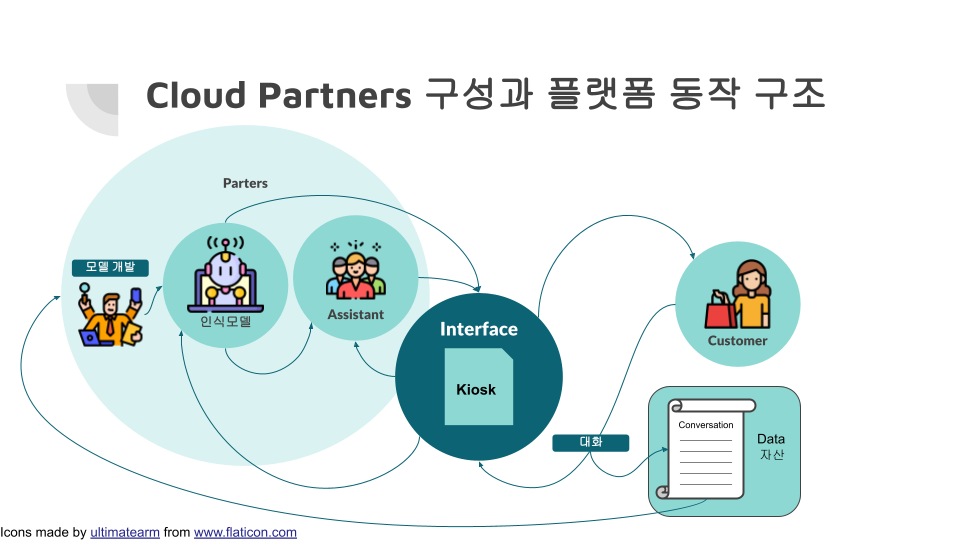 Cloud Partners 구성과 플랫폼 동작 구조
Parters
모델 개발
인식모델
Assistant
Interface
Kiosk
Customer
대화
Conversation
Data
자산
Icons made by ultimatearm from www.flaticon.com